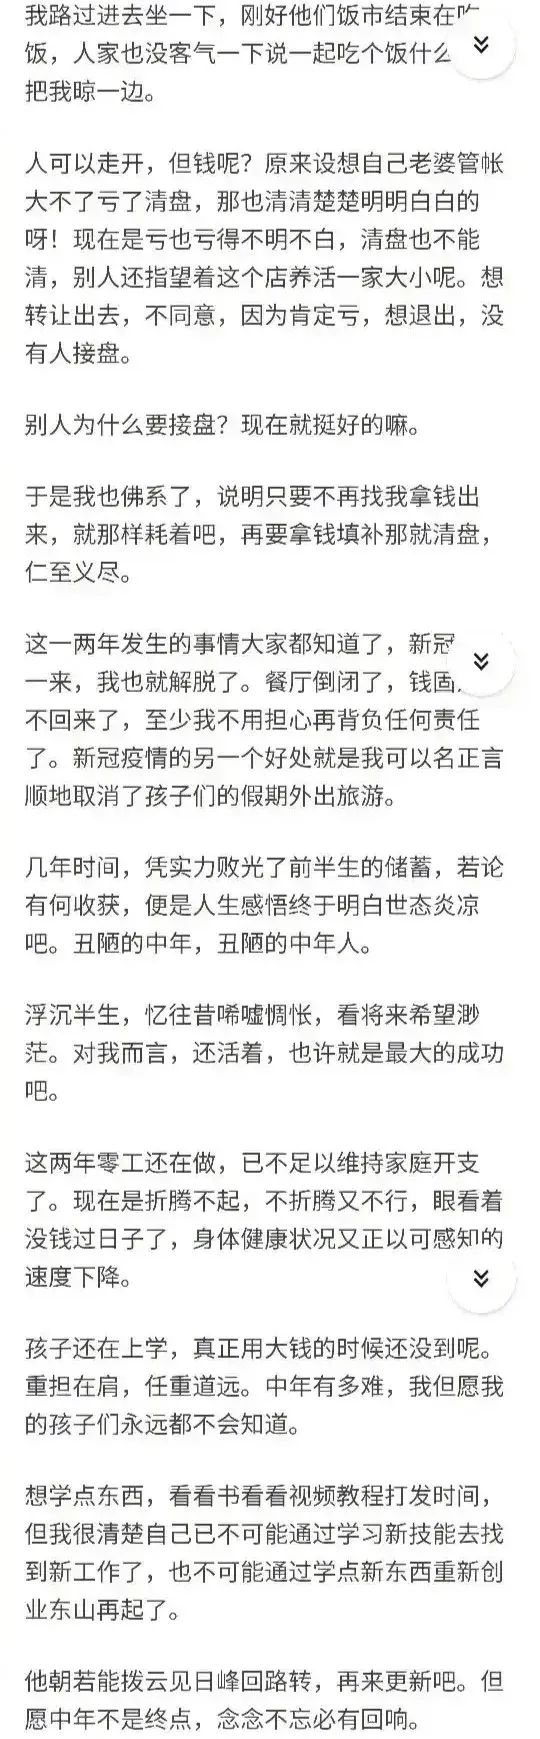 我路过进去坐一下，刚好他们饭市结束在吃
饭，人家也没客气一下说一起吃个饭什么
把我晾一边。
人可以走开，但钱呢？原来设想自己老婆管帐
大不了亏了清盘，那也清清楚楚明明白白的
呀！现在是亏也亏得不明不白，清盘也不能
清，别人还指望着这个店养活一家大小呢。想
转让出去，不同意，因为肯定亏，想退出，没
有人接盘。
别人为什么要接盘？现在就挺好的嘛。
于是我也佛系了，说明只要不再找我拿钱出
来，就那样耗着吧，再要拿钱填补那就清盘，
仁至义尽。
这一两年发生的事情大家都知道了，新冠
一来，我也就解脱了。餐厅倒闭了，钱固
不回来了，至少我不用担心再背负任何责任
了。新冠疫情的另一个好处就是我可以名正言
顺地取消了孩子们的假期外出旅游。
几年时间，凭实力败光了前半生的储蓄，若论
有何收获，便是人生感悟终于明白世态炎凉
吧。丑陋的中年，丑陋的中年人。
浮沉半生，忆往昔唏嘘惆怅，看将来希望渺
茫。对我而言，还活着，也许就是最大的成功
吧。
这两年零工还在做，已不足以维持家庭开支
了。现在是折腾不起，不折腾又不行，眼看着
没钱过日子了，身体健康状况又正以可感知的
速度下降。
孩子还在上学，真正用大钱的时候还没到呢。
重担在肩，任重道远。中年有多难，我但愿我
的孩子们永远都不会知道。
想学点东西，看看书看看视频教程打发时间，
但我很清楚自己已不可能通过学习新技能去找
到新工作了，也不可能通过学点新东西重新创
业东山再起了。
他朝若能拨云见日峰回路转，再来更新吧。但
愿中年不是终点，念念不忘必有回响。